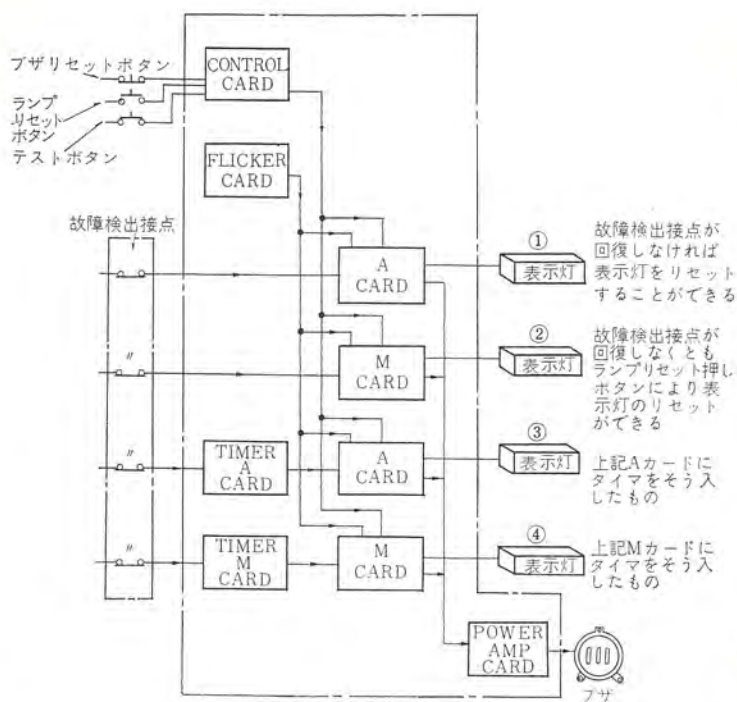 ブザリセットボタン
ランプ
リセット
ボタン
テストボタン
CONTROL
CARD
FLICKER
CARD
故障検出接点
A
CARD
①
表示灯
故障検出接点が
回復しなければ
表示灯をリセット
することができる
〃
M
CARD
②
表示灯
故障検出接点が
回復しなくとも
ランプリセット押し
ボタンにより表
示灯のリセット
ができる
〃
TIMER
A
CARD
A
CARD
③
表示灯
上記Aカードに
タイマをそう入
したもの
〃
TIMER
M
CARD
M
CARD
④
表示灯
上記Mカードに
タイマをそう入
したもの
POWER
AMP
CARD
ブザ